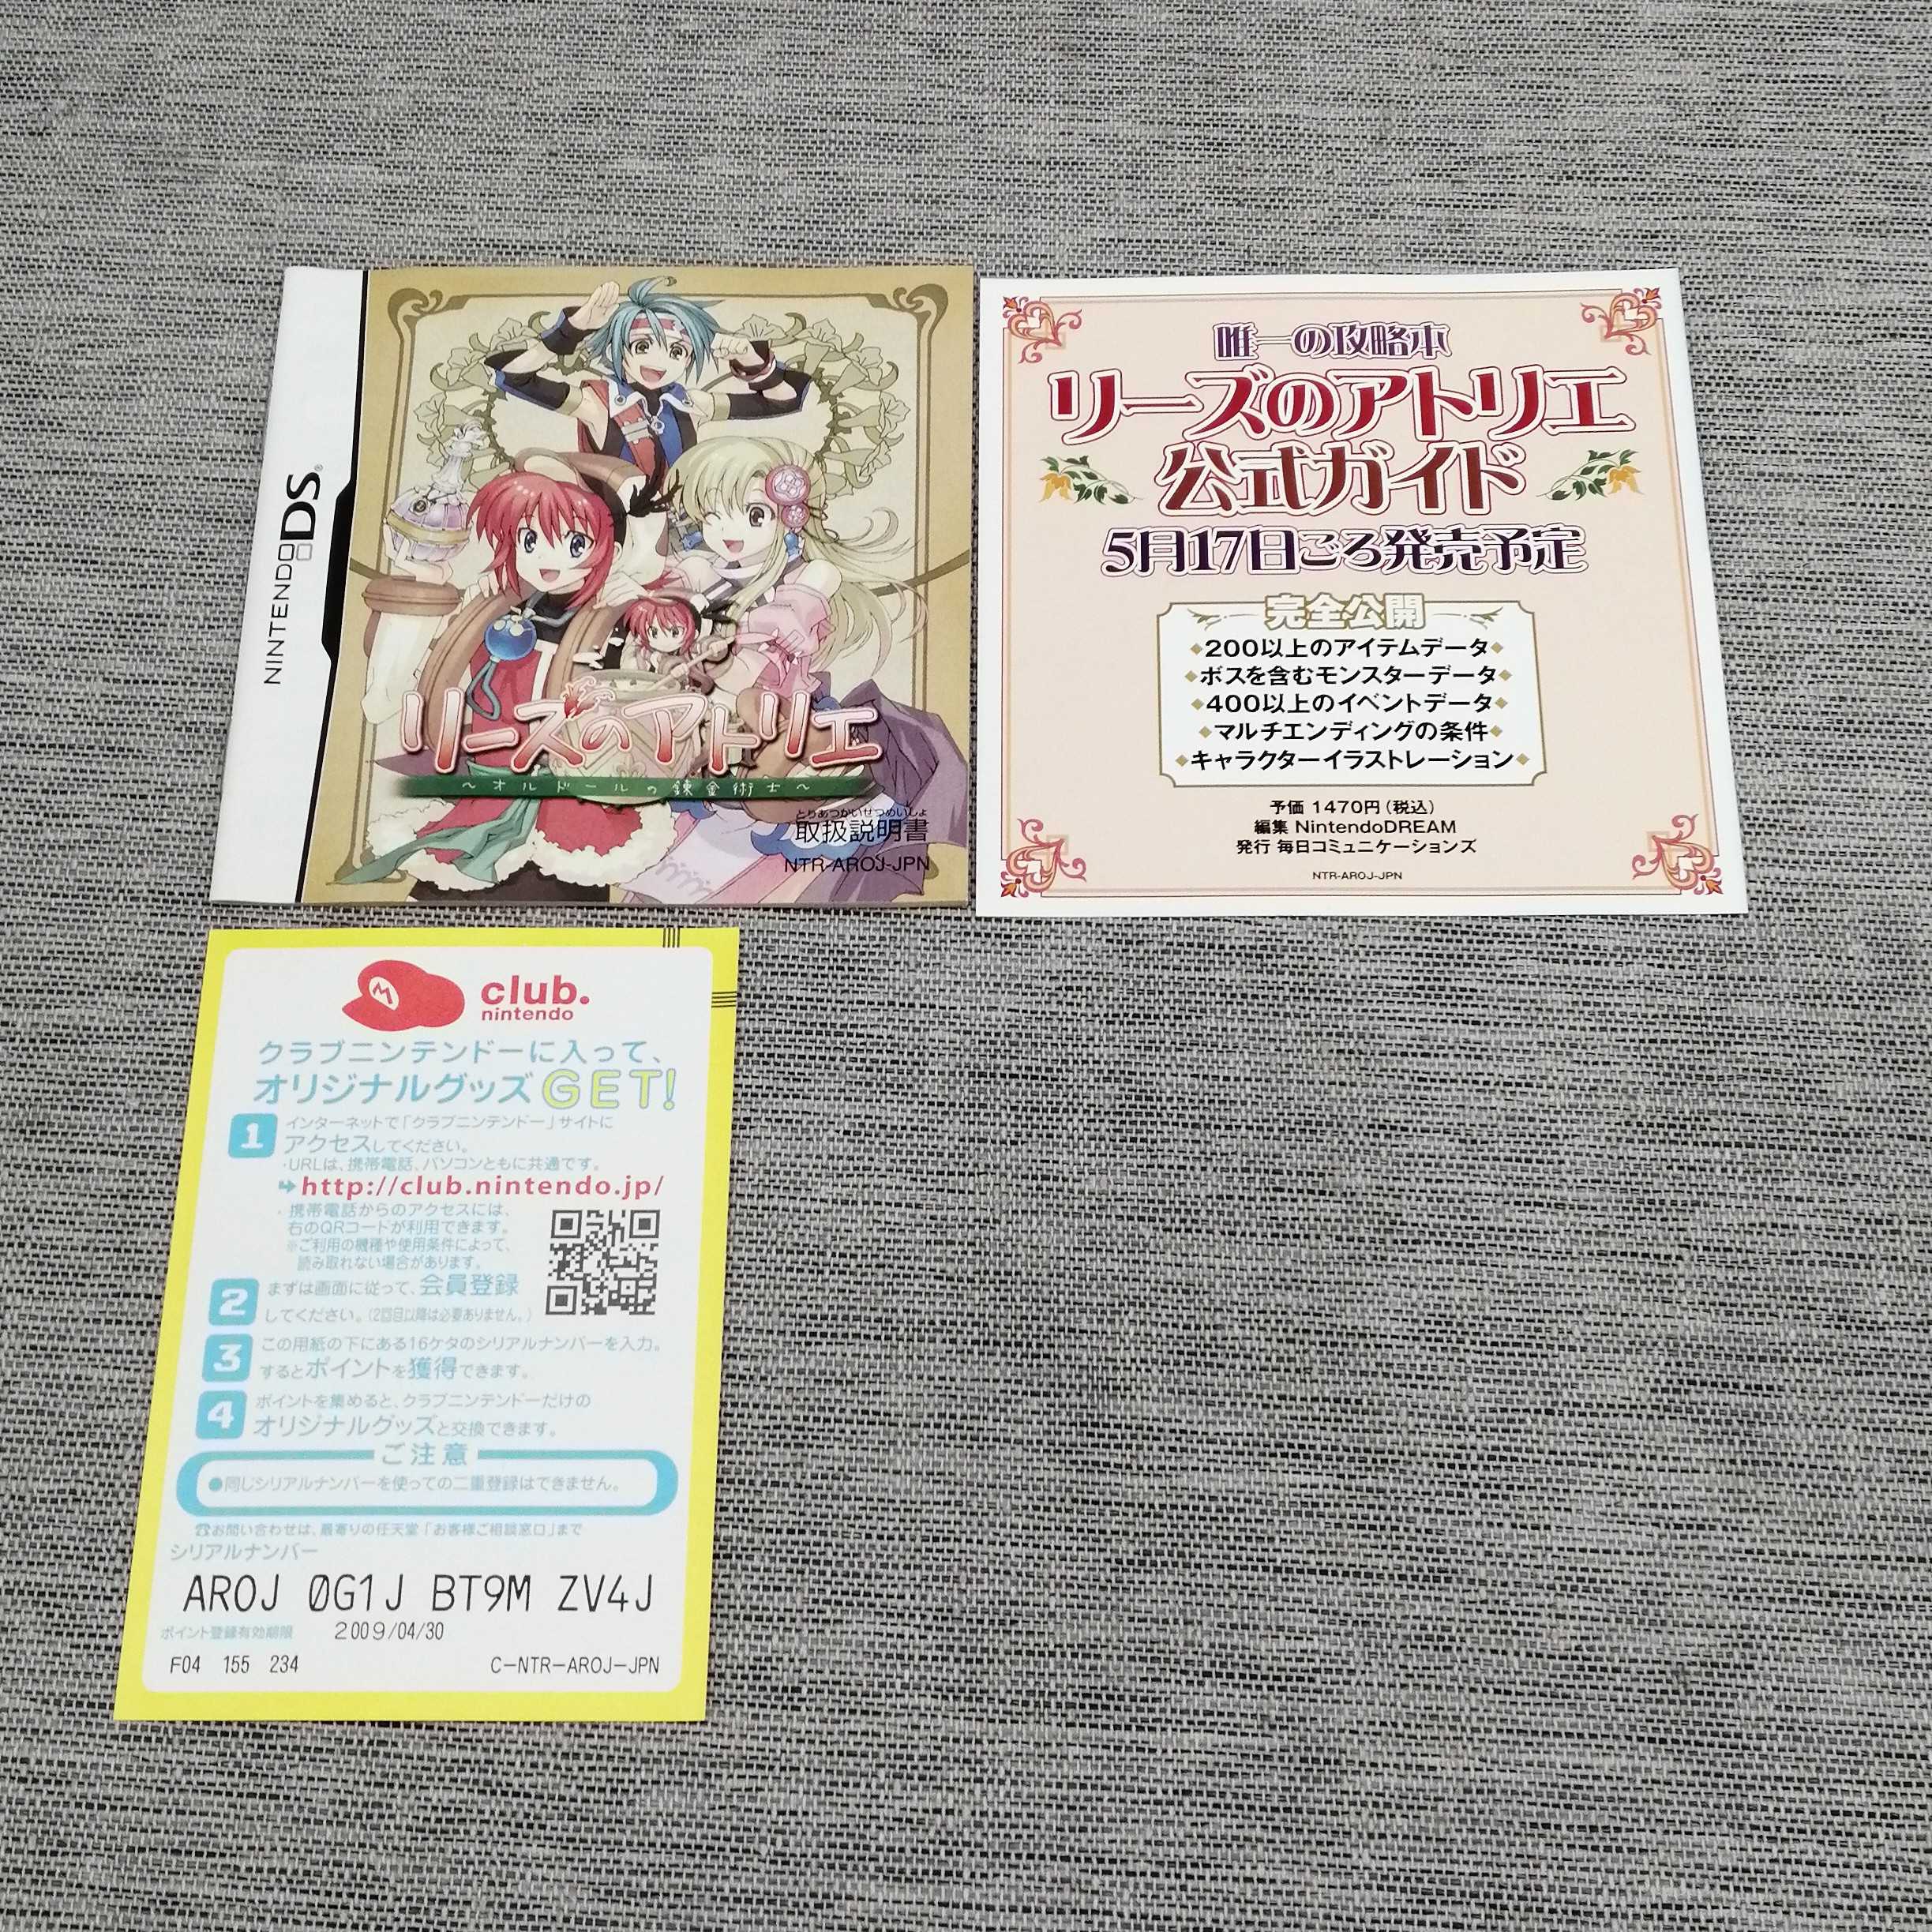 NINTENDO DS
リーズのアトリエ
～オルドールの錬金術士～
とりあつかいせつめいしょ
取扱説明書
NTR-AROJ-JPN
唯一の攻略本
リーズのアトリエ
公式ガイド
5月17日ごろ発売予定
完全公開
200以上のアイテムデータ
ボスを含むモンスターデータ
400以上のイベントデータ
マルチエンディングの条件
キャラクターイラストレーション
予価 1470円(税込)
編集 NintendoDREAM
発行 毎日コミュニケーションズ
NTR-AROJ-JPN
M
club.
nintendo
クラブニンテンドーに入って、
オリジナルグッズGET!
1 インターネットで「クラブニンテンドー」サイトに
アクセスしてください。
・URLは、携帯電話、パソコンともに共通です。
http://club.nintendo.jp/
・携帯電話からのアクセスには、
右のQRコードが利用できます。
※ご利用の機種や使用条件によって、
読み取れない場合があります。
2 まずは画面に従って、会員登録
してください。(2回目以降は必要ありません。)
3 この用紙の下にある16ケタのシリアルナンバーを入力。
するとポイントを獲得できます。
4 ポイントを集めると、クラブニンテンドーだけの
オリジナルグッズと交換できます。
ご注意
●同じシリアルナンバーを使っての二重登録はできません。
☎お問い合わせは、最寄りの任天堂「お客様ご相談窓口」まで
シリアルナンバー
AROJ 0G1J BT9M ZV4J
ポイント登録有効期限 2009/04/30
F04 155 234 C-NTR-AROJ-JPN